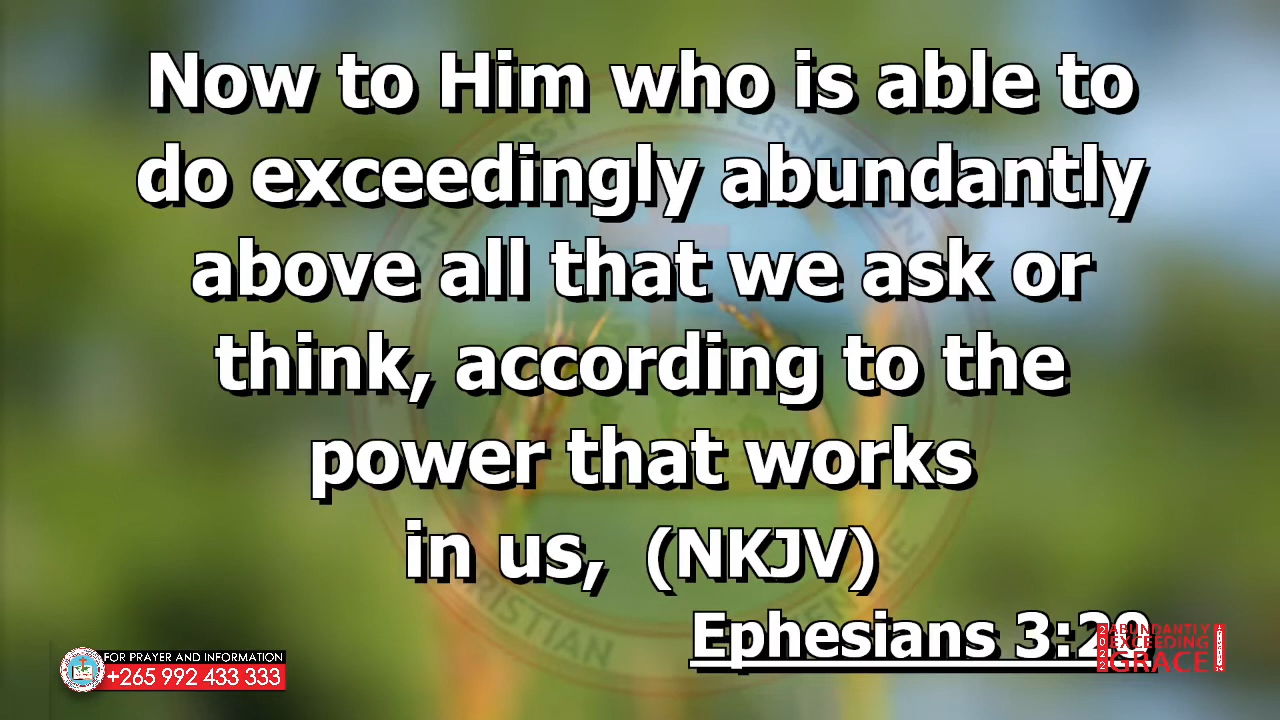 Now to Him who is able to
do exceedingly abundantly
above all that we ask or
think, according to the
power that works
in us, (NKJV)
Ephesians 3:20
FOR PRAYER AND INFORMATION
+265 992 433 333
ABUNDANTLY
EXCEEDING
GRACE